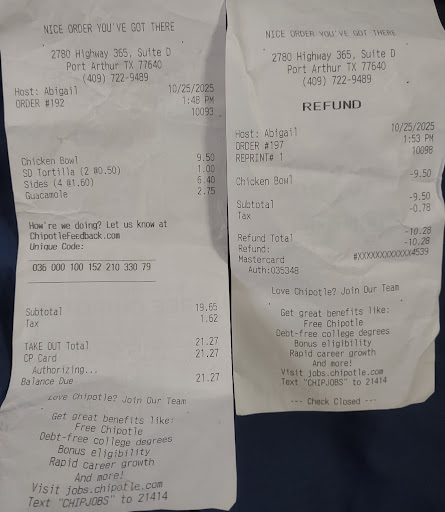 NICE ORDER YOU'VE GOT THERE
2780 Highway 365, Suite D
Port Arthur TX 77640
(409) 722-9489
Host: Abigail 10/25/2025
ORDER #192 1:48 PM
10093
Chicken Bowl 9.50
SD Tortilla (2 @0.50) 1.00
Sides (4 @1.60) 6.40
Guacamole 2.75
How're we doing? Let us know at
ChipotleFeedback.com
Unique Code:
036 000 100 152 210 330 79
Subtotal 19.65
Tax 1.62
TAKE OUT Total 21.27
CP Card 21.27
Authorizing...
Balance Due 21.27
Love Chipotle? Join Our Team
Get great benefits like:
Free Chipotle
Debt-free college degrees
Bonus eligibility
Rapid career growth
And more!
Visit jobs.chipotle.com
Text "CHIPJOBS" to 21414
NICE ORDER YOU'VE GOT THERE
2780 Highway 365, Suite D
Port Arthur TX 77640
(409) 722-9489
REFUND
Host: Abigail 10/25/2025
ORDER #197 1:53 PM
REPRINT# 1 10098
Chicken Bowl -9.50
Subtotal -9.50
Tax -0.78
Refund Total -10.28
Refund: -10.28
Mastercard #XXXXXXXXXXXX4539
Auth:035348
Love Chipotle? Join Our Team
Get great benefits like:
Free Chipotle
Debt-free college degrees
Bonus eligibility
Rapid career growth
And more!
Visit jobs.chipotle.com
Text "CHIPJOBS" to 21414
--- Check Closed ---